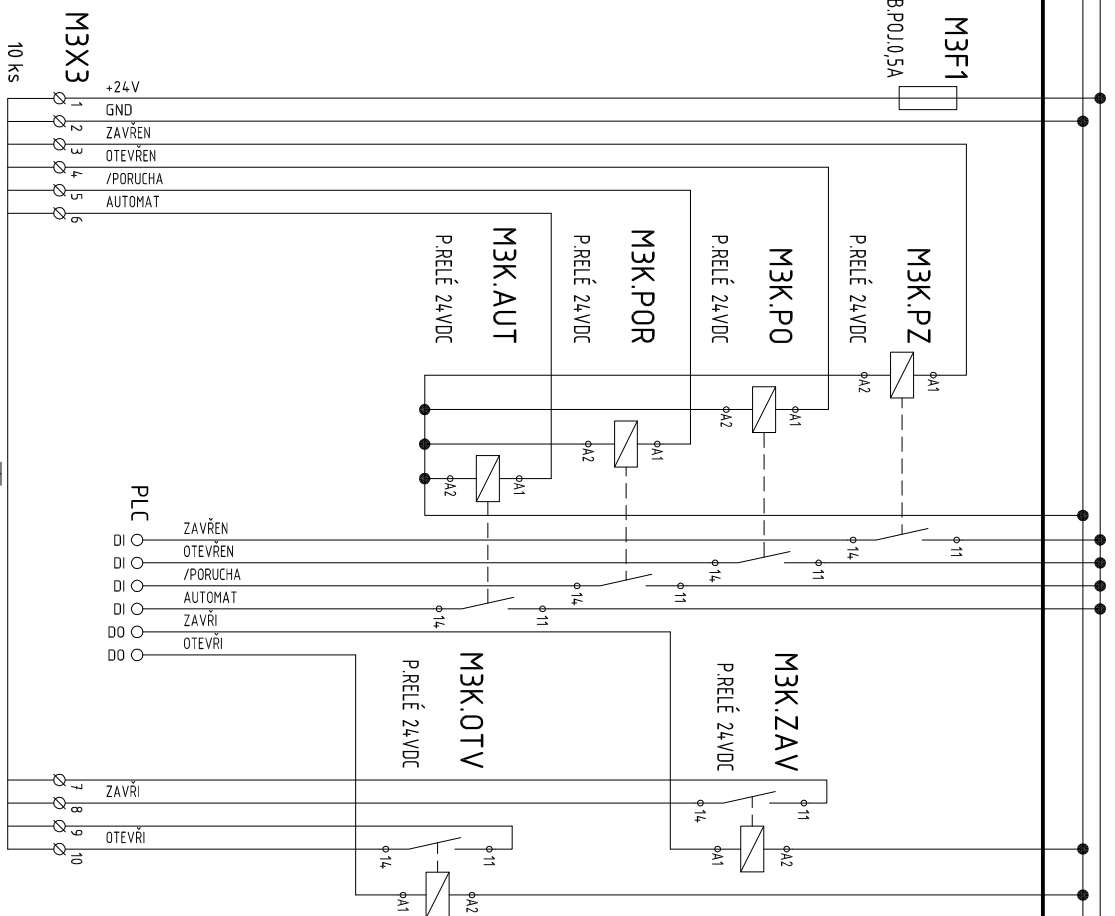 M3F1
B.POJ.0,5A
M3X3
10 ks
+24V
1
GND
2
ZAVŘEN
3
OTEVŘEN
4
/PORUCHA
5
AUTOMAT
6
M3K.PZ
P.RELÉ 24VDC
A1
A2
M3K.PO
P.RELÉ 24VDC
A1
A2
M3K.POR
P.RELÉ 24VDC
A1
A2
M3K.AUT
P.RELÉ 24VDC
A1
A2
PLC
DI
ZAVŘEN
14
11
DI
OTEVŘEN
14
11
DI
/PORUCHA
14
11
DI
AUTOMAT
14
11
DO
ZAVŘI
DO
OTEVŘI
M3K.ZAV
P.RELÉ 24VDC
14
11
A1
A2
M3K.OTV
P.RELÉ 24VDC
14
11
A1
A2
7
ZAVŘI
8
9
OTEVŘI
10